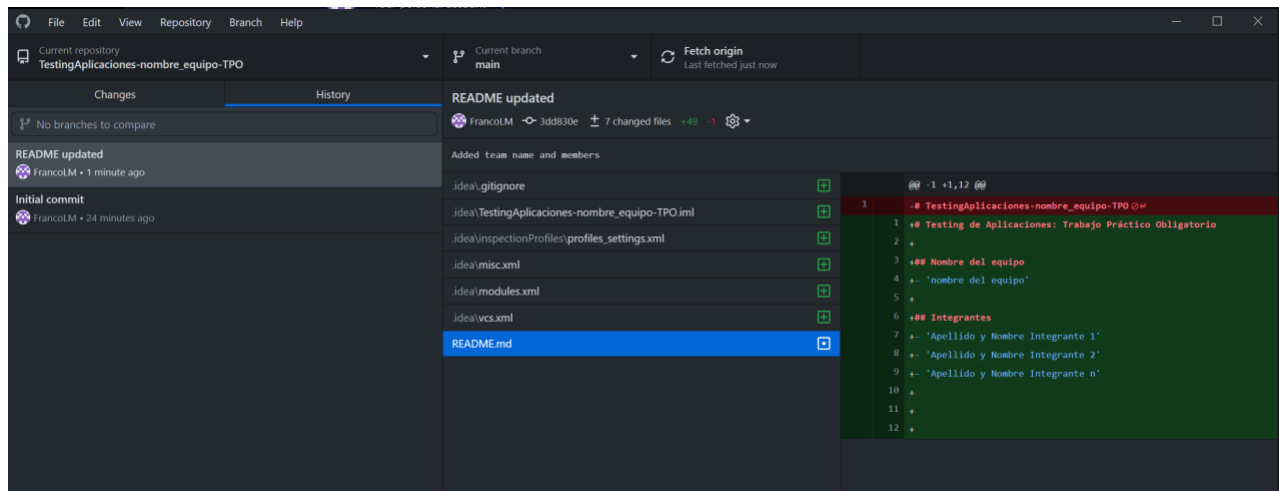 File Edit View Repository Branch Help
Current repository
TestingAplicaciones-nombre_equipo-TPO
Current branch
main
Fetch origin
Last fetched just now
Changes History
No branches to compare
README updated
FrancoLM • 1 minute ago
Initial commit
FrancoLM • 24 minutes ago
README updated
FrancoLM 3dd830e 7 changed files +49 -1
Added team name and members
.idea\.gitignore
.idea\TestingAplicaciones-nombre_equipo-TPO.iml
.idea\inspectionProfiles\profiles_settings.xml
.idea\misc.xml
.idea\modules.xml
.idea\vcs.xml
README.md
@@ -1 +1,12 @@
1 -# TestingAplicaciones-nombre_equipo-TPO
1 +# Testing de Aplicaciones: Trabajo Práctico Obligatorio
2 +
3 +## Nombre del equipo
4 +- 'nombre del equipo'
5 +
6 +## Integrantes
7 +- 'Apellido y Nombre Integrante 1'
8 +- 'Apellido y Nombre Integrante 2'
9 +- 'Apellido y Nombre Integrante n'
10 +
11 +
12 +